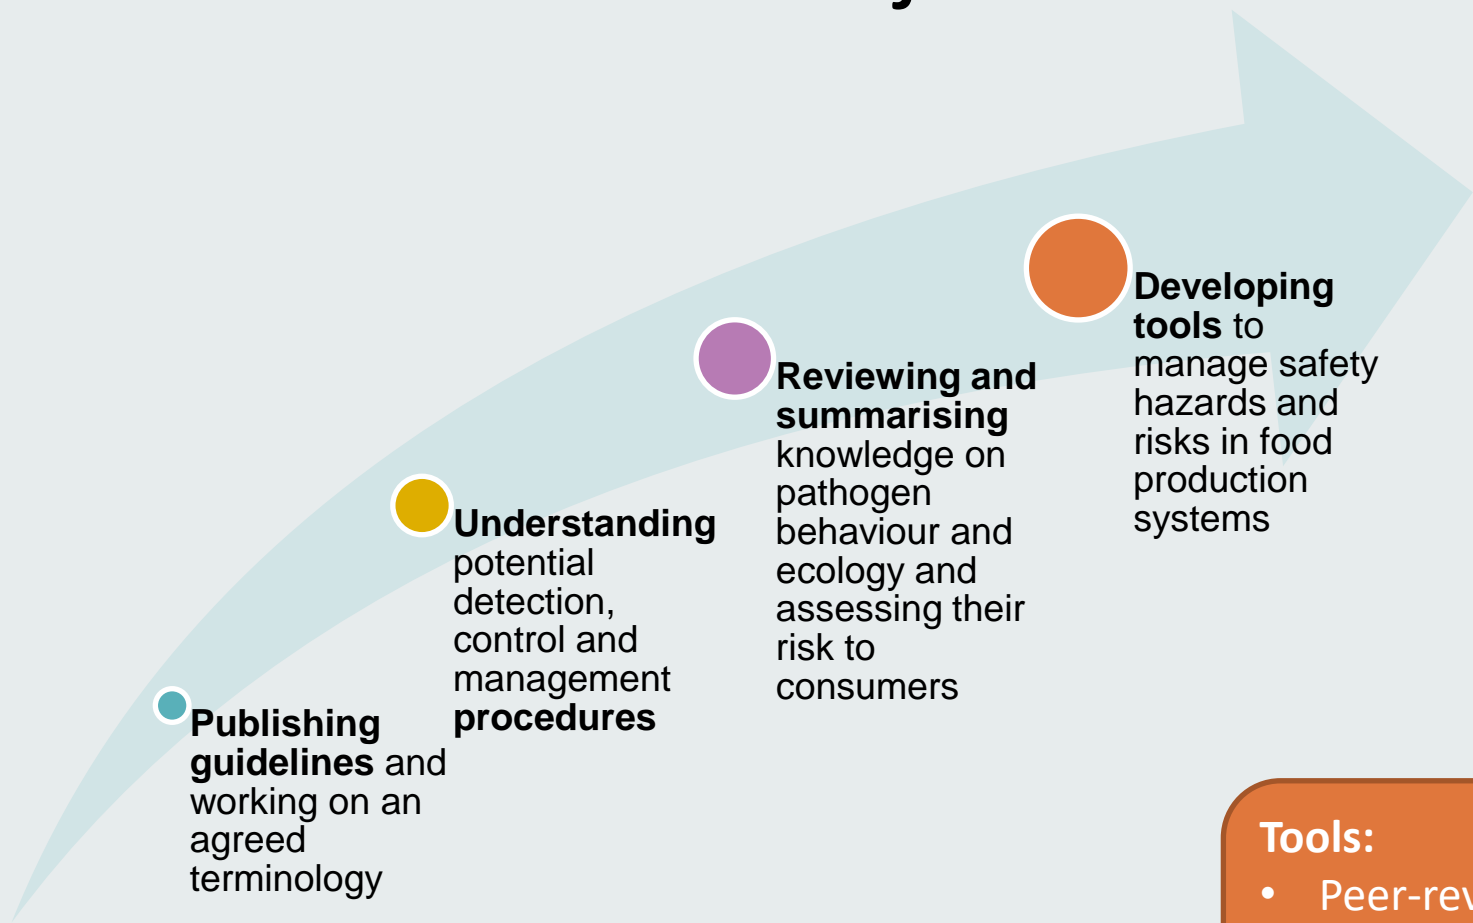 Publishing
guidelines and
working on an
agreed
terminology
Understanding
potential
detection,
control and
management
procedures
Reviewing and
summarising
knowledge on
pathogen
behaviour and
ecology and
assessing their
risk to
consumers
Developing
tools to
manage safety
hazards and
risks in food
production
systems
Tools:
•